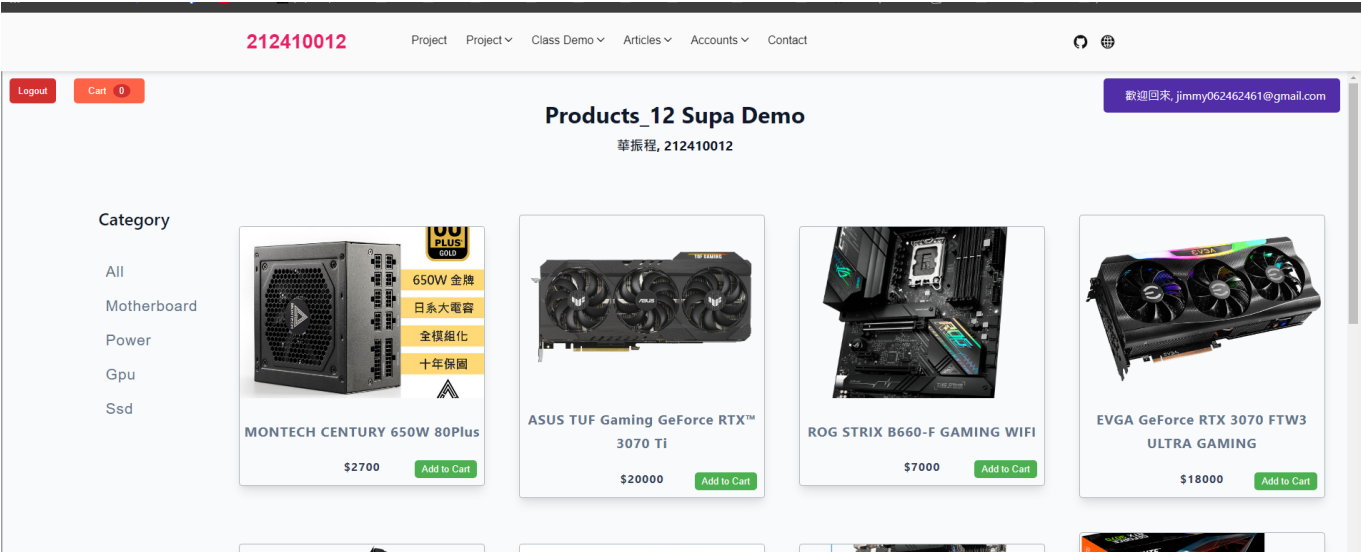 212410012
Project Project Class Demo Articles Accounts Contact
Logout
Cart 0
歡迎回來, jimmy062462461@gmail.com
Products_12 Supa Demo
華振程, 212410012
Category
All
Motherboard
Power
Gpu
Ssd
PLUS
GOLD
650W 金牌
日系大電容
全模組化
十年保固
MONTECH CENTURY 650W 80Plus
$2700
Add to Cart
TUF GAMING
ASUS
ASUS TUF Gaming GeForce RTX™
3070 Ti
$20000
Add to Cart
ROG STRIX B660-F GAMING WIFI
$7000
Add to Cart
EVGA
EVGA GeForce RTX 3070 FTW3
ULTRA GAMING
$18000
Add to Cart